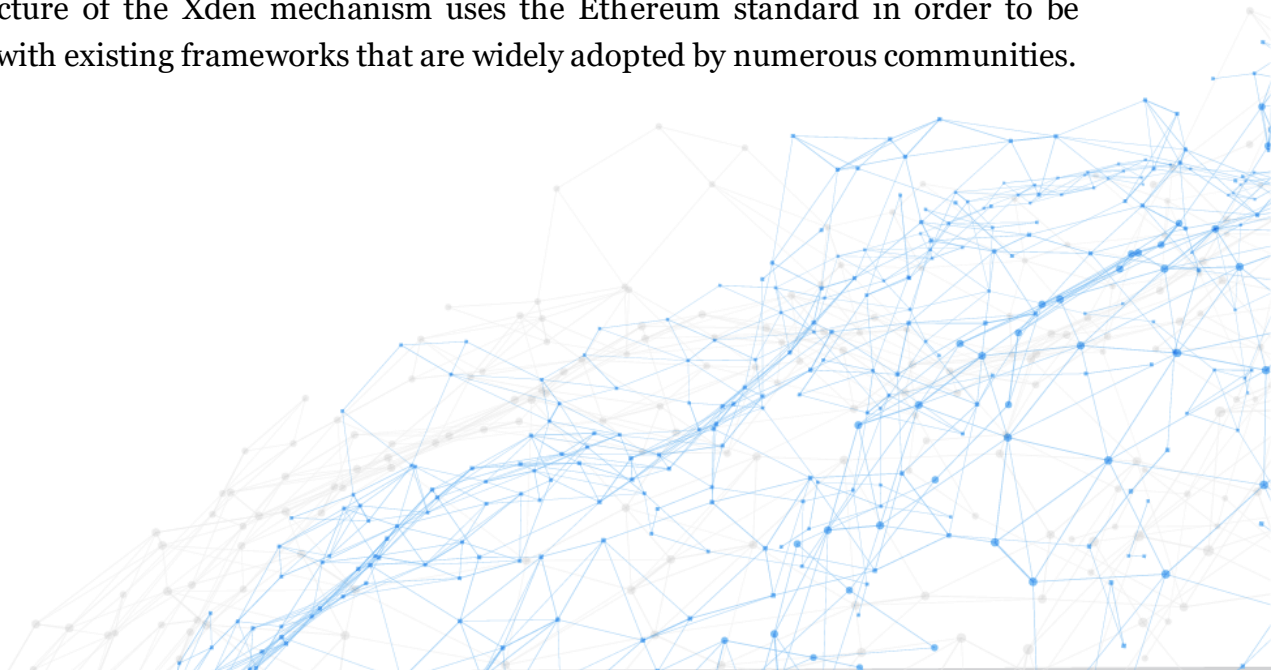 cture of the Xden mechanism uses the Ethereum standard in order to be
with existing frameworks that are widely adopted by numerous communities.